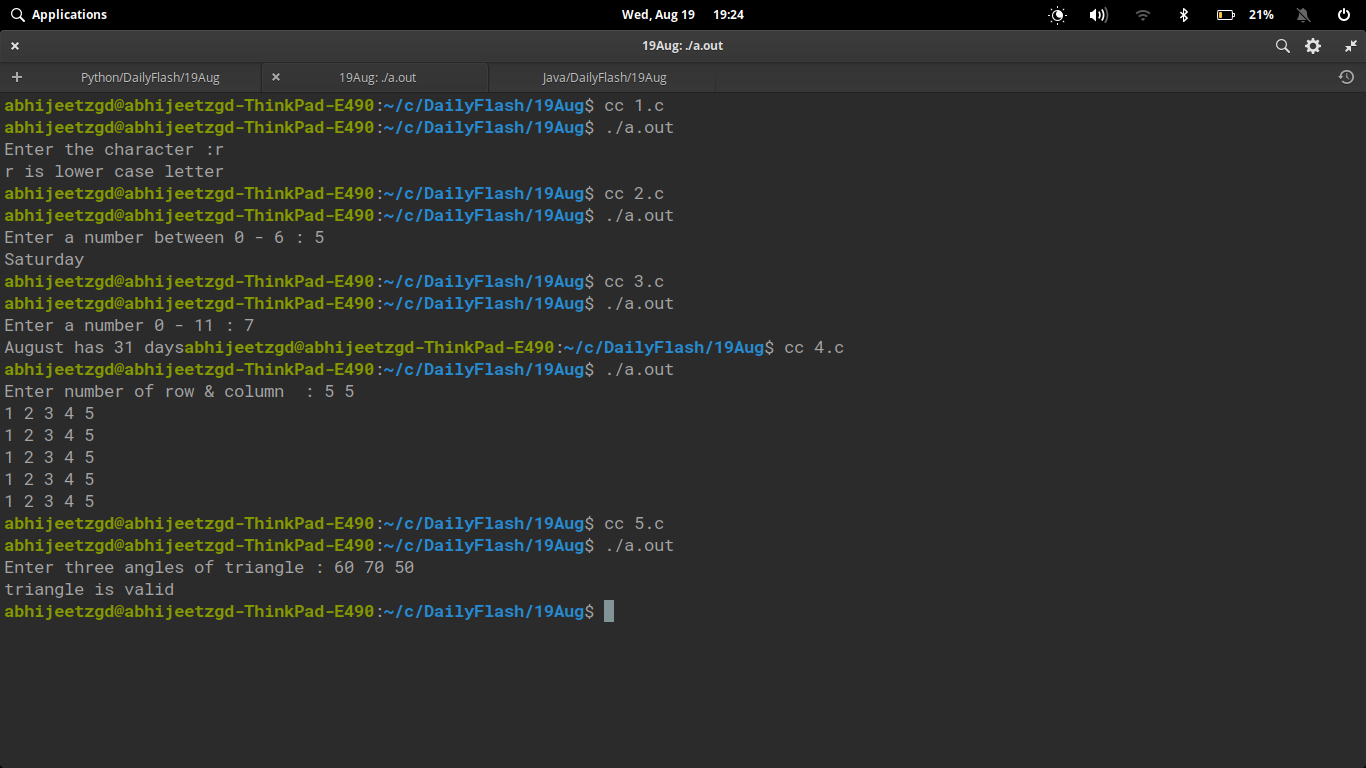 Applications
Wed, Aug 19 19:24
21%
19Aug: ./a.out
Python/DailyFlash/19Aug
19Aug: ./a.out
Java/DailyFlash/19Aug
abhijeetzgd@abhijeetzgd-ThinkPad-E490:~/c/DailyFlash/19Aug$ cc 1.c
abhijeetzgd@abhijeetzgd-ThinkPad-E490:~/c/DailyFlash/19Aug$ ./a.out
Enter the character :r
r is lower case letter
abhijeetzgd@abhijeetzgd-ThinkPad-E490:~/c/DailyFlash/19Aug$ cc 2.c
abhijeetzgd@abhijeetzgd-ThinkPad-E490:~/c/DailyFlash/19Aug$ ./a.out
Enter a number between 0 - 6 : 5
Saturday
abhijeetzgd@abhijeetzgd-ThinkPad-E490:~/c/DailyFlash/19Aug$ cc 3.c
abhijeetzgd@abhijeetzgd-ThinkPad-E490:~/c/DailyFlash/19Aug$ ./a.out
Enter a number 0 - 11 : 7
August has 31 daysabhijeetzgd@abhijeetzgd-ThinkPad-E490:~/c/DailyFlash/19Aug$ cc 4.c
abhijeetzgd@abhijeetzgd-ThinkPad-E490:~/c/DailyFlash/19Aug$ ./a.out
Enter number of row & column  : 5 5
1 2 3 4 5
1 2 3 4 5
1 2 3 4 5
1 2 3 4 5
1 2 3 4 5
abhijeetzgd@abhijeetzgd-ThinkPad-E490:~/c/DailyFlash/19Aug$ cc 5.c
abhijeetzgd@abhijeetzgd-ThinkPad-E490:~/c/DailyFlash/19Aug$ ./a.out
Enter three angles of triangle : 60 70 50
triangle is valid
abhijeetzgd@abhijeetzgd-ThinkPad-E490:~/c/DailyFlash/19Aug$